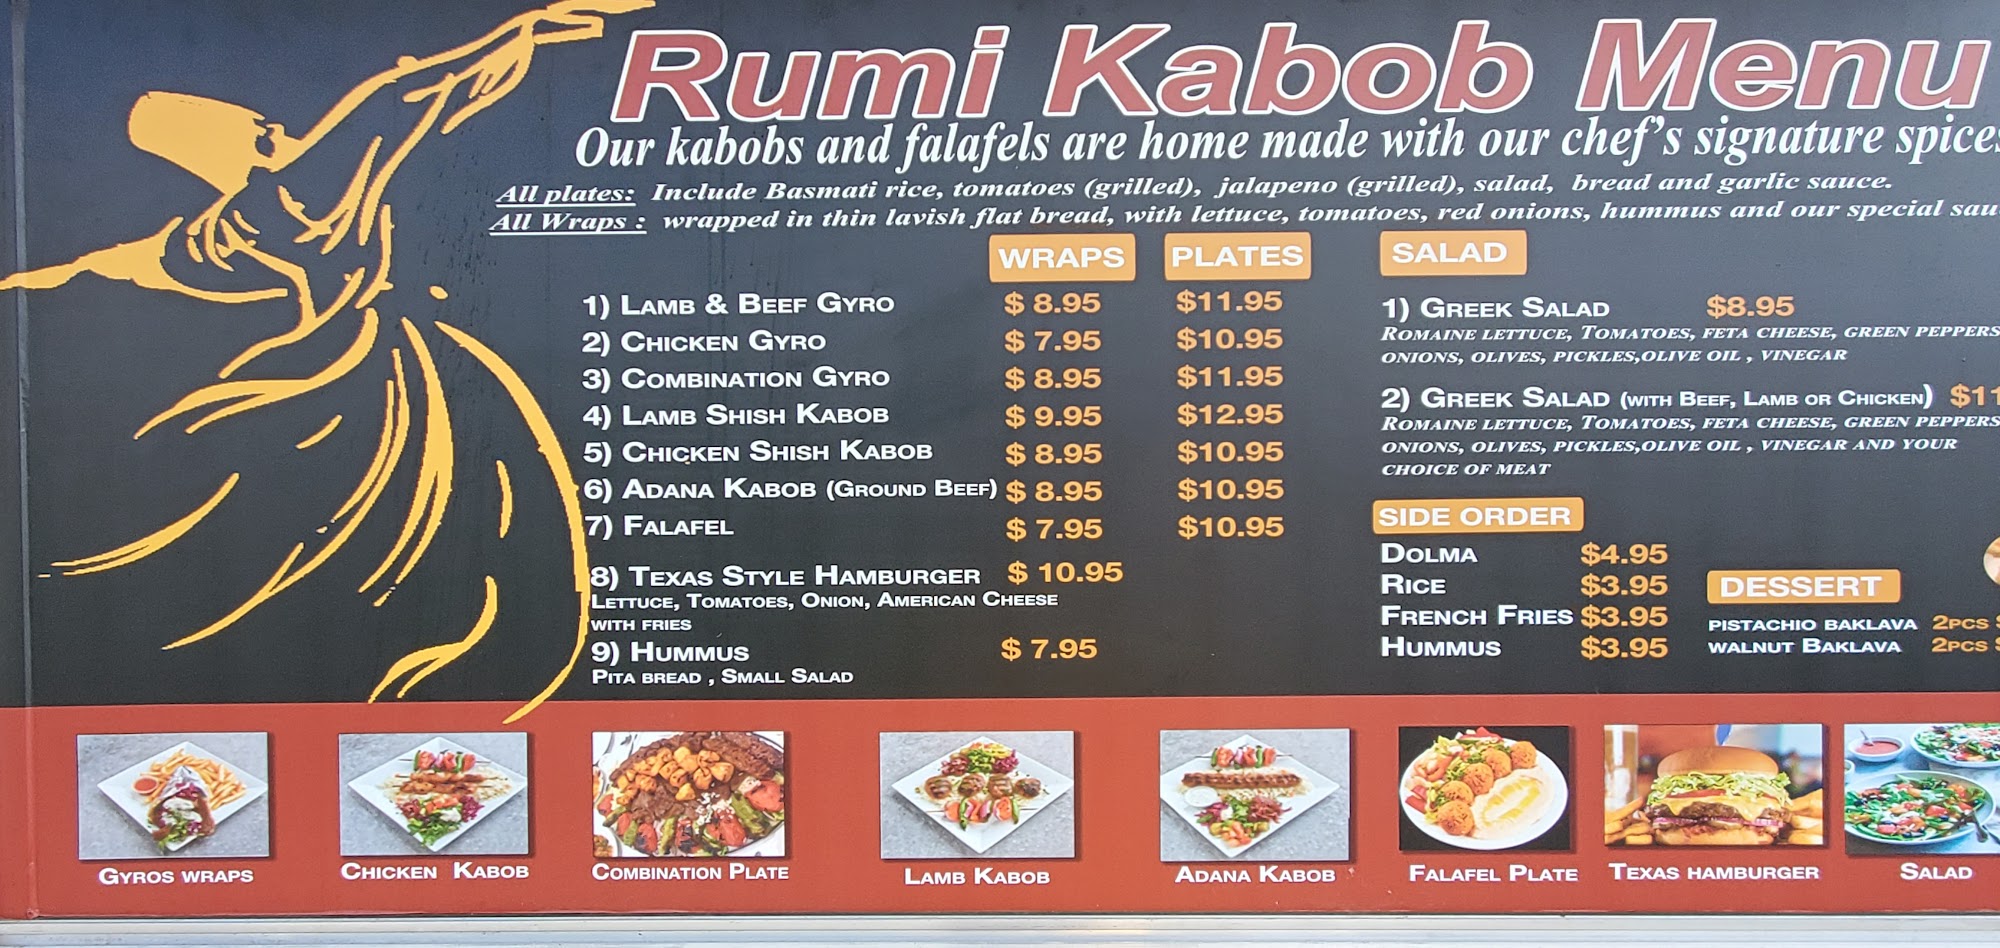 Rumi Kabob Menu
Our kabobs and falafels are home made with our chef's signature
All plates: Include Basmati rice, tomatoes (grilled), jalapeno (grilled), salad, bread and garlic sauce.
All Wraps : wrapped in thin lavish flat bread, with lettuce, tomatoes, red onions, hummus and our special
WRAPS PLATES
1) LAMB & BEEF GYRO $ 8.95 $11.95
2) CHICKEN GYRO $ 7.95 $10.95
3) COMBINATION GYRO $ 8.95 $11.95
4) LAMB SHISH KABOB $ 9.95 $12.95
5) CHICKEN SHISH KABOB $ 8.95 $10.95
6) ADANA KABOB (GROUND BEEF) $ 8.95 $10.95
7) FALAFEL $ 7.95 $10.95
8) TEXAS STYLE HAMBURGER $ 10.95
LETTUCE, TOMATOES, ONION, AMERICAN CHEESE
WITH FRIES
9) HUMMUS $ 7.95
PITA BREAD , SMALL SALAD
SALAD
1) GREEK SALAD $8.95
ROMAINE LETTUCE, TOMATOES, FETA CHEESE, GREEN PEPPERS
ONIONS, OLIVES, PICKLES,OLIVE OIL , VINEGAR
2) GREEK SALAD (WITH BEEF, LAMB OR CHICKEN)
ROMAINE LETTUCE, TOMATOES, FETA CHEESE, GREEN PEPPERS
ONIONS, OLIVES, PICKLES,OLIVE OIL , VINEGAR AND YOUR
CHOICE OF MEAT
SIDE ORDER
DOLMA $4.95
RICE $3.95
FRENCH FRIES $3.95
HUMMUS $3.95
DESSERT
PISTACHIO BAKLAVA 2PCS
WALNUT BAKLAVA 2PCS
GYROS WRAPS
CHICKEN KABOB
COMBINATION PLATE
LAMB KABOB
ADANA KABOB
FALAFEL PLATE
TEXAS HAMBURGER
SALAD